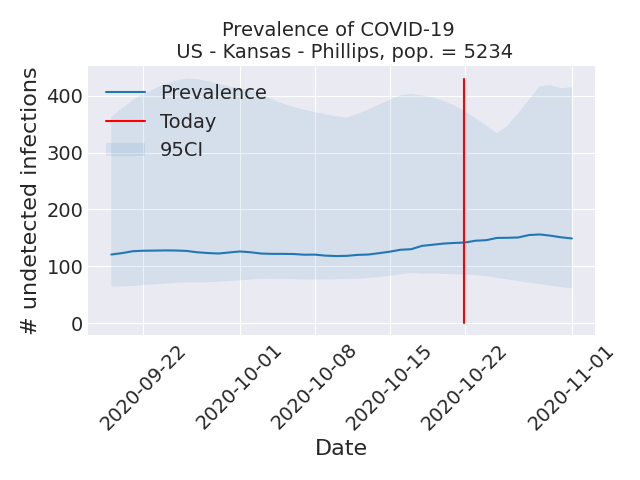 Prevalence of COVID-19
US - Kansas - Phillips, pop. = 5234
# undetected infections
400
300
200
100
0
Prevalence
Today
95CI
2020-09-22
2020-10-01
2020-10-08
2020-10-15
2020-10-22
2020-11-01
Date